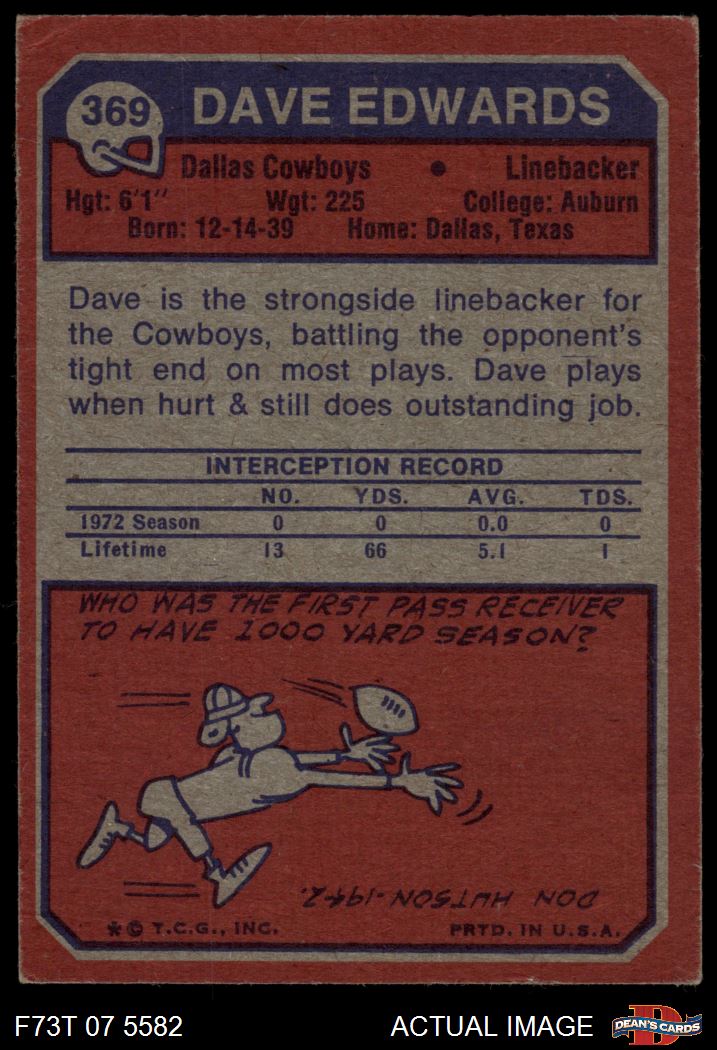 369 DAVE EDWARDS
Dallas Cowboys • Linebacker
Hgt: 6'1" Wgt: 225 College: Auburn
Born: 12-14-39 Home: Dallas, Texas
Dave is the strongside linebacker for
the Cowboys, battling the opponent's
tight end on most plays. Dave plays
when hurt & still does outstanding job.
INTERCEPTION RECORD
NO. YDS. AVG. TDS.
1972 Season 0 0 0.0 0
Lifetime 13 66 5.1 1
WHO WAS THE FIRST PASS RECEIVER
TO HAVE 1000 YARD SEASON?
DON HUTSON-1942.
*© T.C.G., INC. PRTD. IN U.S.A.
F73T 07 5582 ACTUAL IMAGE D DEAN'S CARDS